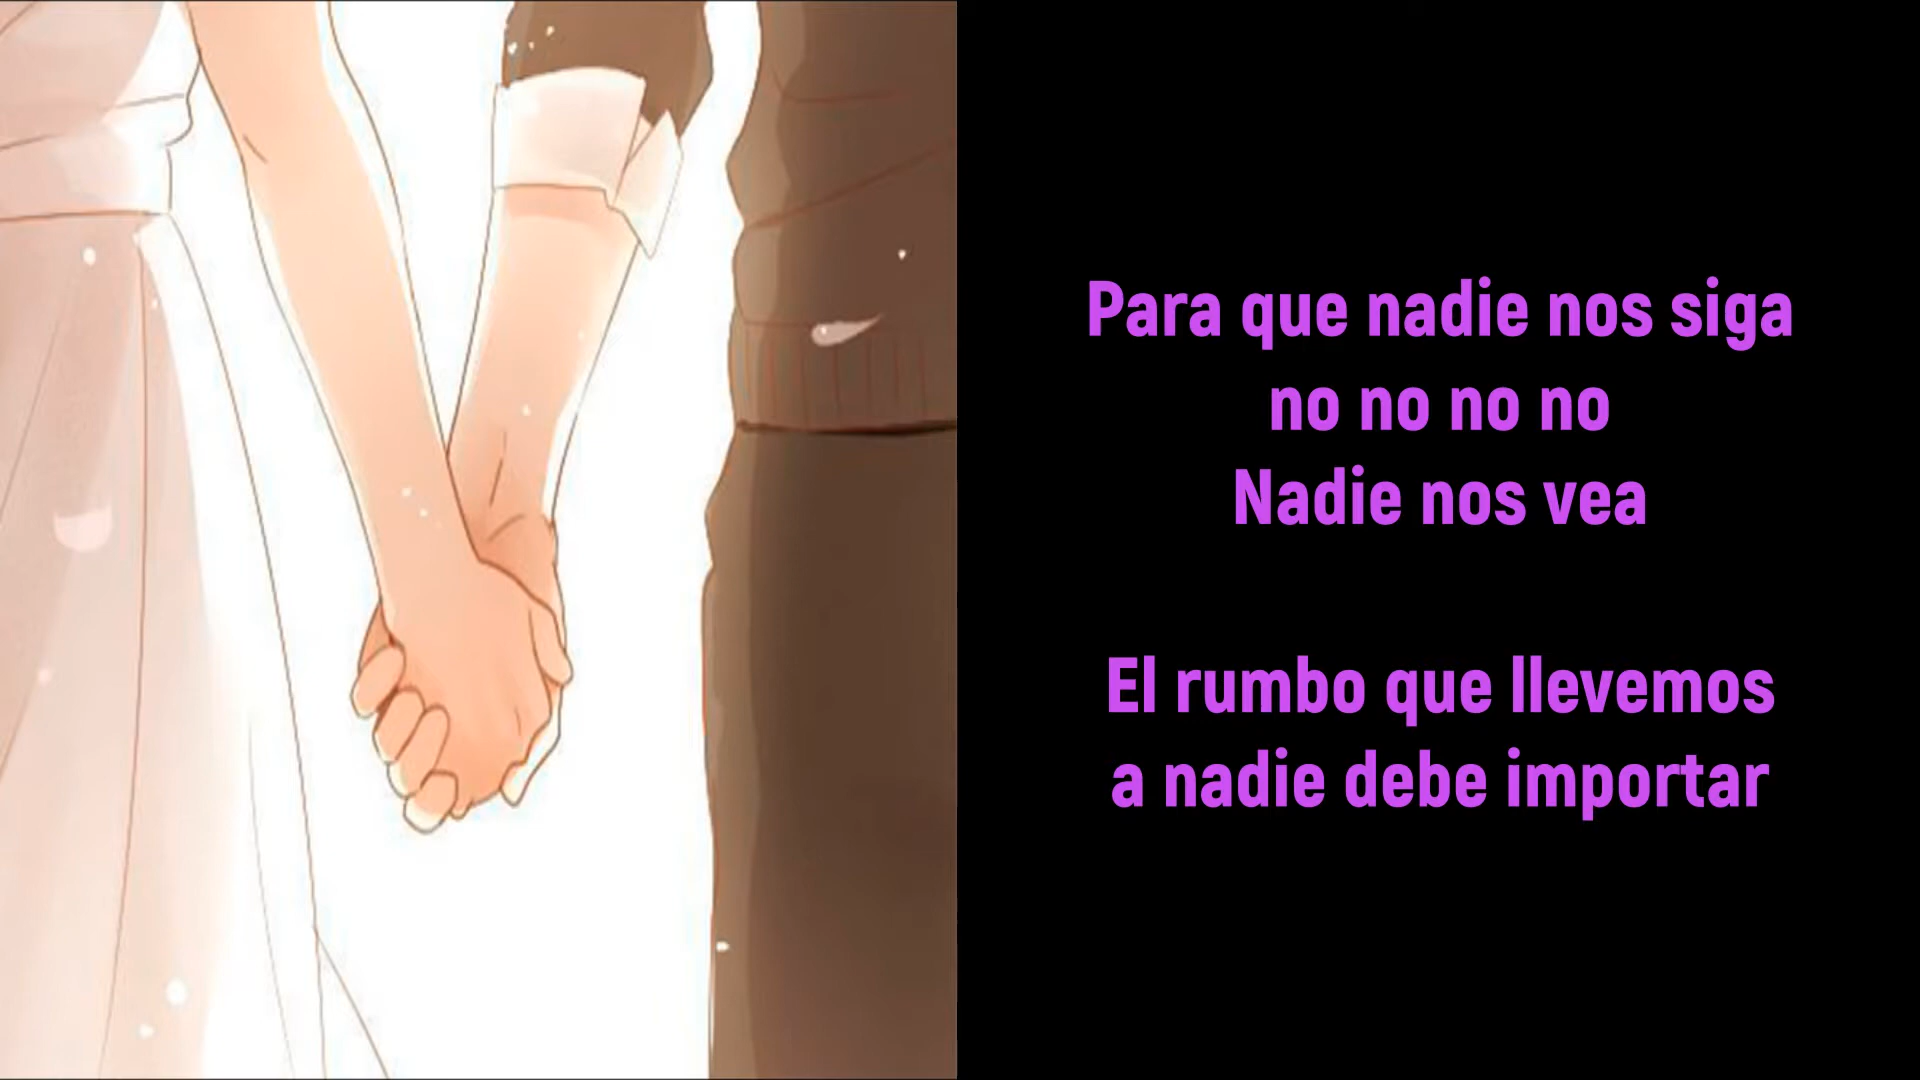 Para que nadie nos siga
no no no no
Nadie nos vea
El rumbo que llevemos
a nadie debe importar